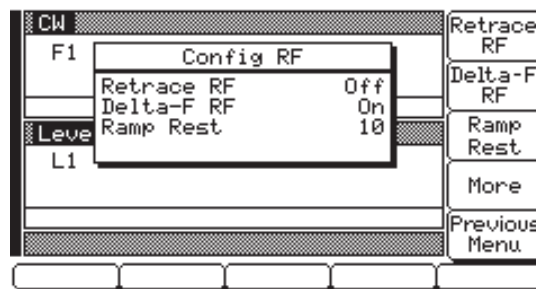 CW
F1
Config RF
Retrace RF Off
Delta-F RF On
Ramp Rest 10
Leve
L1
Retrace
RF
Delta-F
RF
Ramp
Rest
More
Previous
Menu